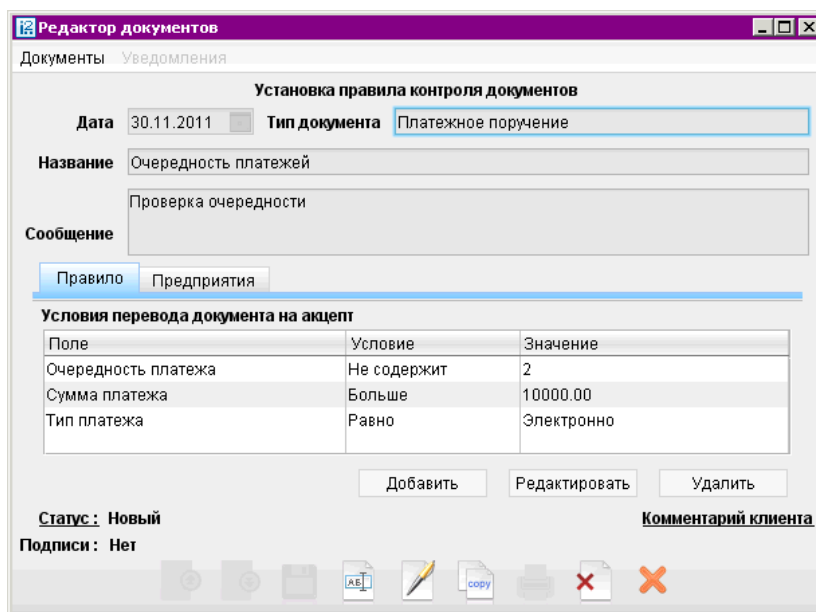 Редактор документов
Документы Уведомления
Установка правила контроля документов
Дата 30.11.2011 Тип документа Платежное поручение
Название Очередность платежей
Сообщение Проверка очередности
Правило Предприятия
Условия перевода документа на акцепт
Поле Условие Значение
Очередность платежа Не содержит 2
Сумма платежа Больше 10000.00
Тип платежа Равно Электронно
Добавить Редактировать Удалить
Статус : Новый Комментарий клиента
Подписи : Нет
АБ copy